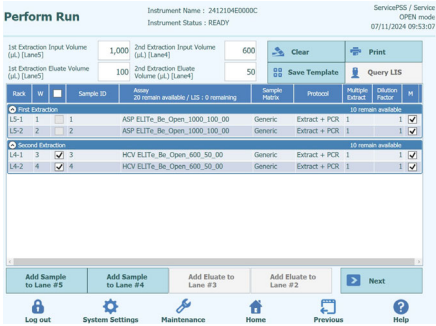 Perform Run
Instrument Name : 2412104E0000C
Instrument Status : READY
ServicePSS / Service
OPEN mode
07/11/2024 09:53:07
1st Extraction Input Volume (µL) [Lane5] 1,000
2nd Extraction Input Volume (µL) [Lane4] 600
Clear
Print
1st Extraction Eluate Volume (µL) [Lane5] 100
2nd Extraction Eluate Volume (µL) [Lane4] 50
Save Template
Query LIS
Rack W Sample ID Assay 20 remain available / LIS : 0 remaining Sample Matrix Protocol Multiple Extract Dilution Factor M
First Extraction 10 remain available
L5-1 1 1 ASP ELITe_Be_Open_1000_100_00 Generic Extract + PCR 1 1
L5-2 2 2 ASP ELITe_Be_Open_1000_100_00 Generic Extract + PCR 1 1
Second Extraction 10 remain available
L4-1 3 3 HCV ELITe_Be_Open_600_50_00 Generic Extract + PCR 1 1
L4-2 4 4 HCV ELITe_Be_Open_600_50_00 Generic Extract + PCR 1 1
Add Sample to Lane #5
Add Sample to Lane #4
Add Eluate to Lane #3
Add Eluate to Lane #2
Next
Log out
System Settings
Maintenance
Home
Previous
Help